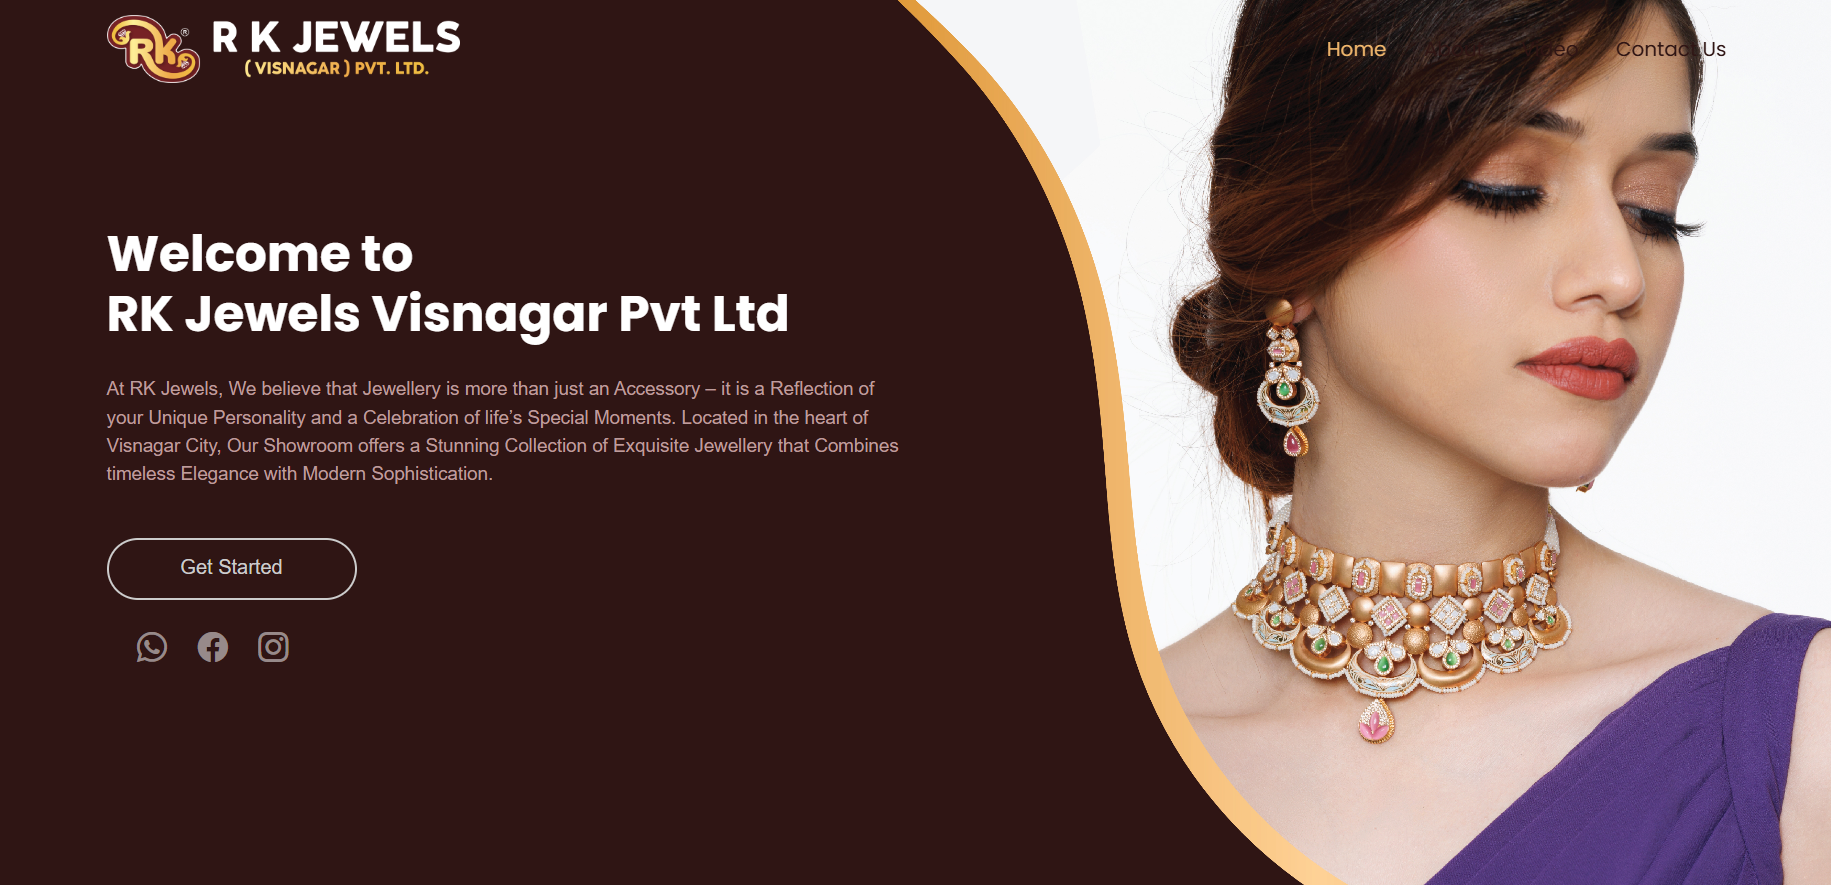 RK®
R K JEWELS
( VISNAGAR ) PVT. LTD.
Home About Video Contact Us
Welcome to
RK Jewels Visnagar Pvt Ltd
At RK Jewels, We believe that Jewellery is more than just an Accessory – it is a Reflection of
your Unique Personality and a Celebration of life’s Special Moments. Located in the heart of
Visnagar City, Our Showroom offers a Stunning Collection of Exquisite Jewellery that Combines
timeless Elegance with Modern Sophistication.
Get Started